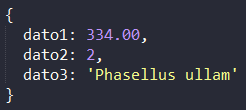 {
  dato1: 334.00,
  dato2: 2,
  dato3: 'Phasellus ullam'
}